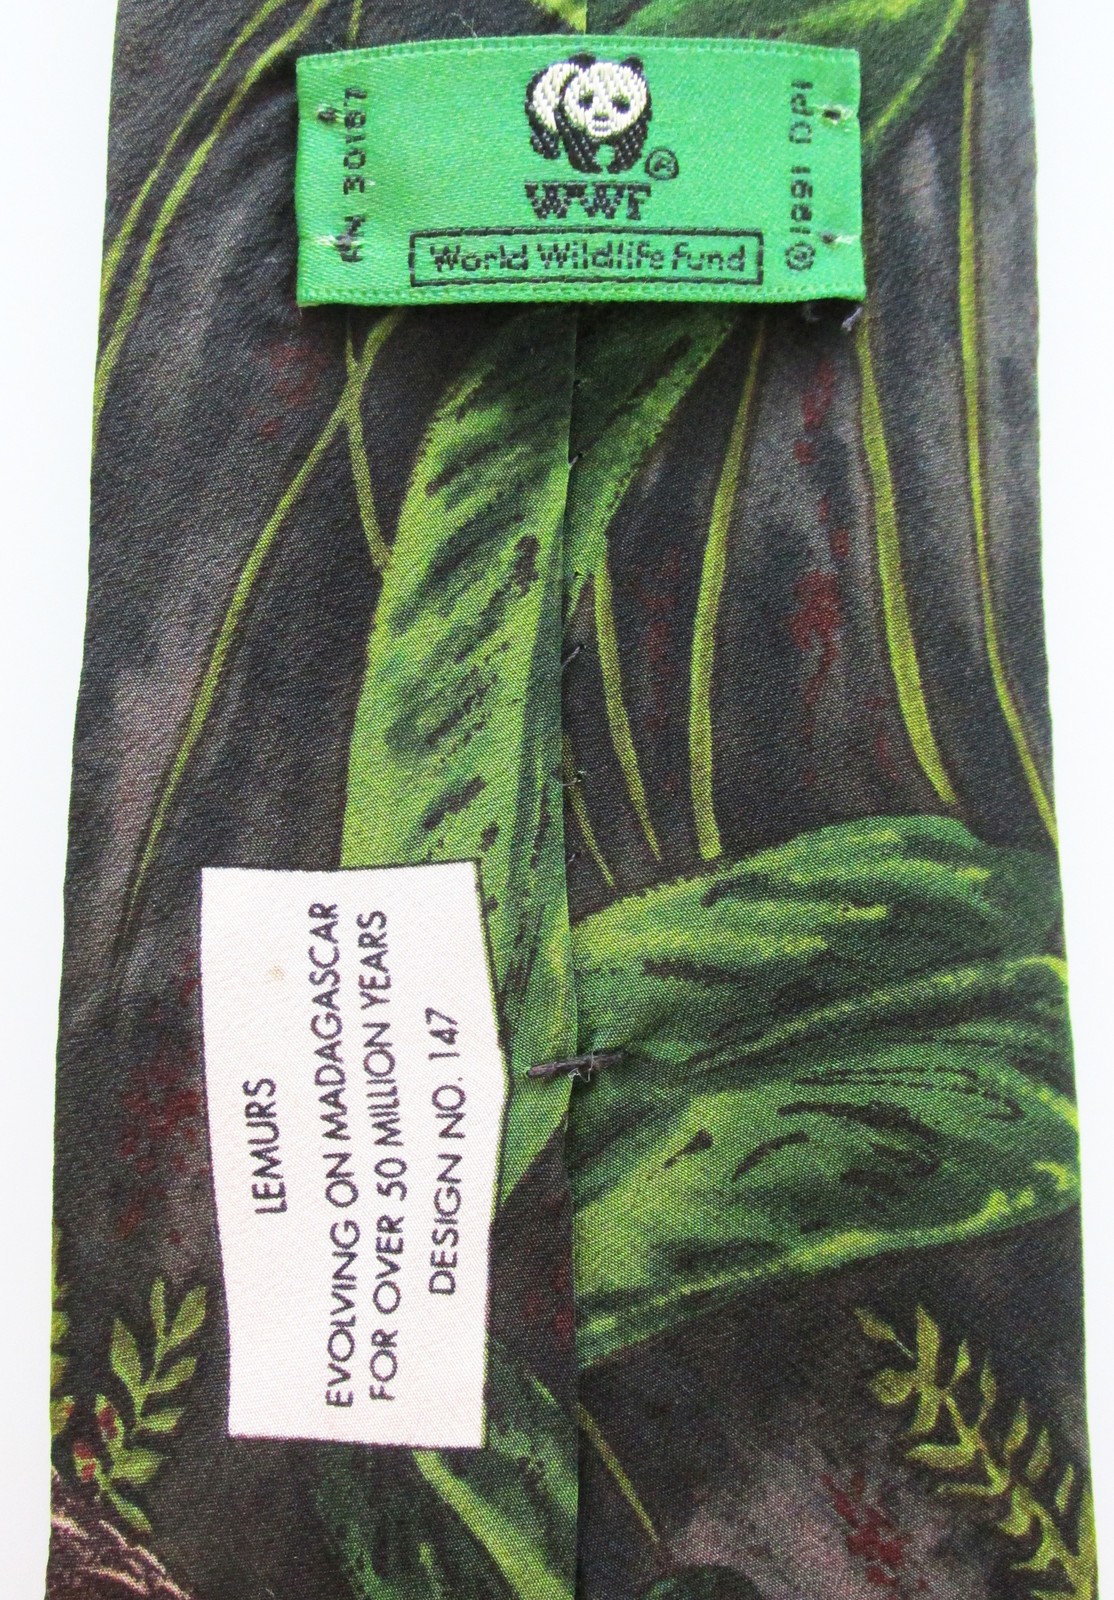 WWF
World Wildlife Fund
RN 30167
©1991 DPI
LEMURS
EVOLVING ON MADAGASCAR
FOR OVER 50 MILLION YEARS
DESIGN NO. 147